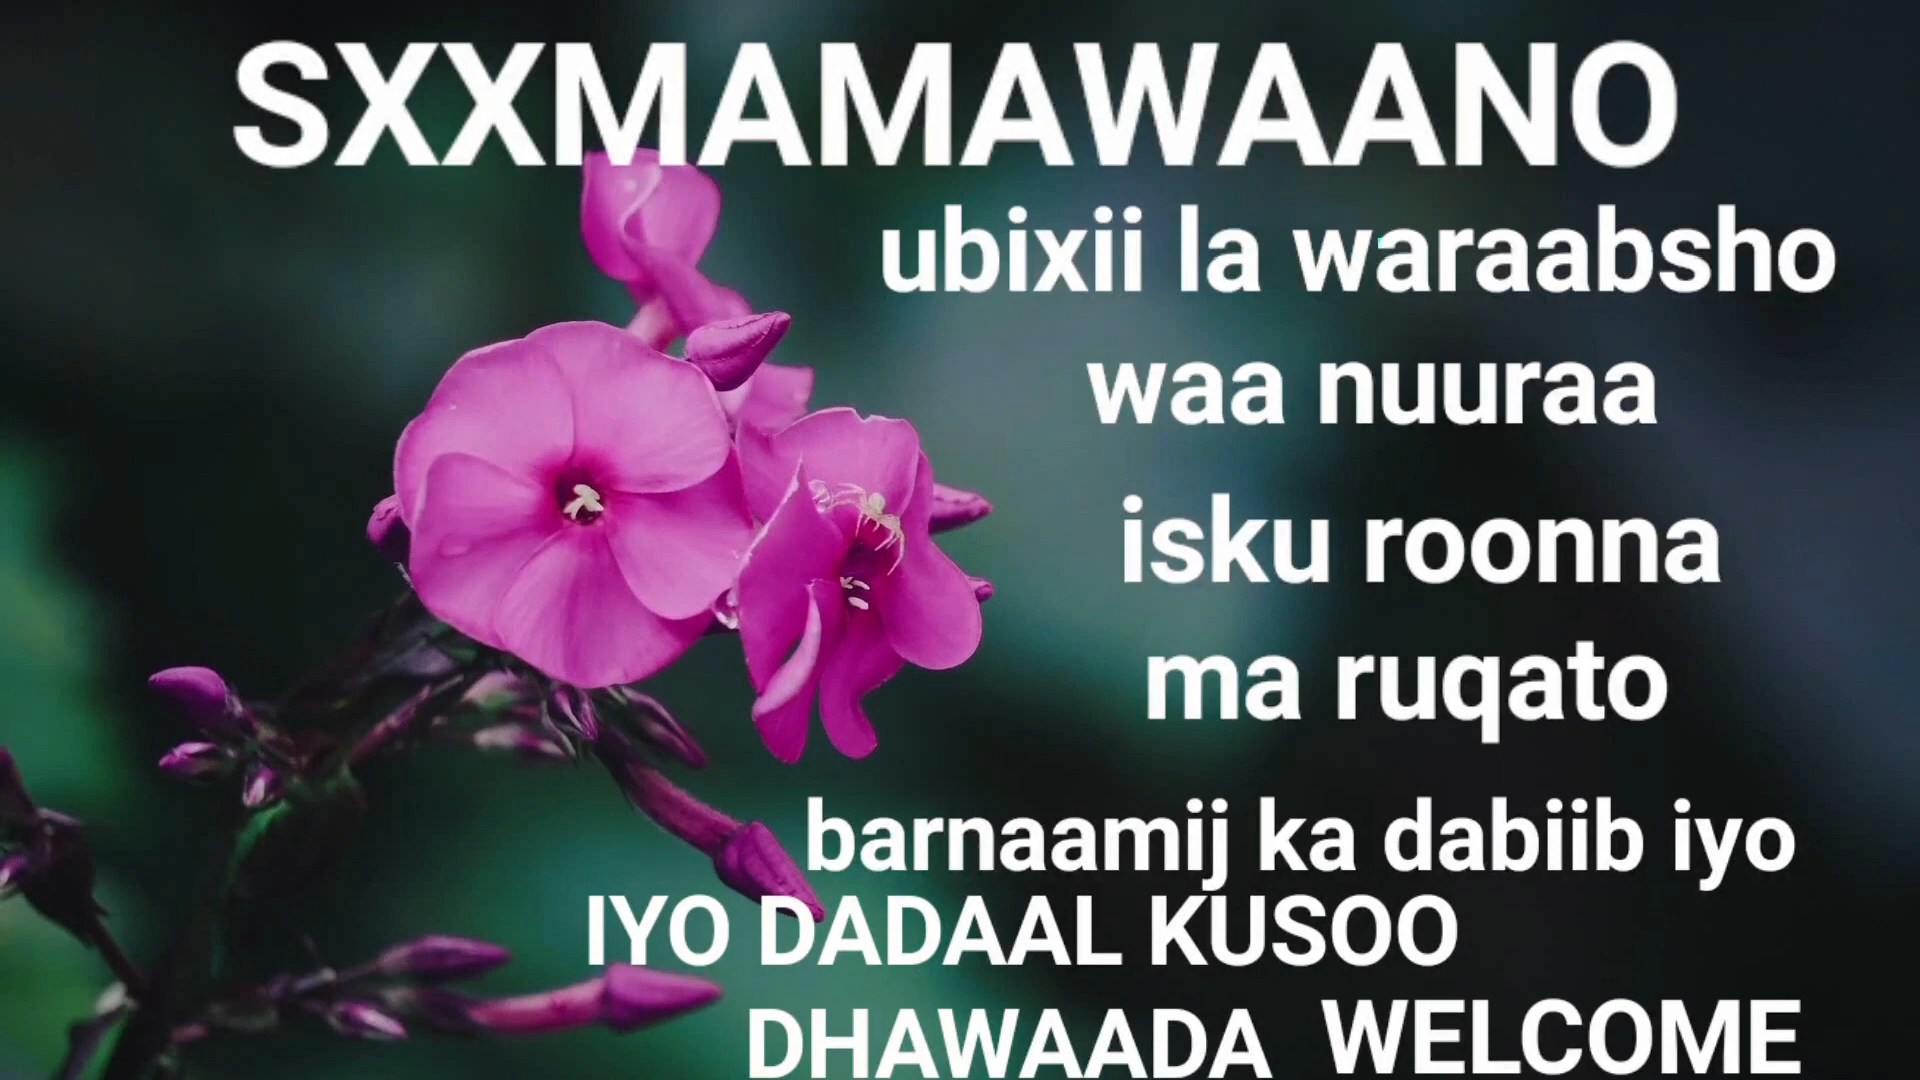 SXXMAMAWAANO
ubixii la waraabsho
waa nuuraa
isku roonna
ma ruqato
barnaamij ka dabiib iyo
IYO DADAAL KUSOO
DHAWAADA WELCOME